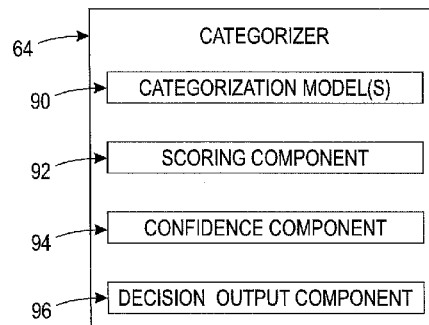 64
CATEGORIZER
90
CATEGORIZATION MODEL(S)
92
SCORING COMPONENT
94
CONFIDENCE COMPONENT
96
DECISION OUTPUT COMPONENT